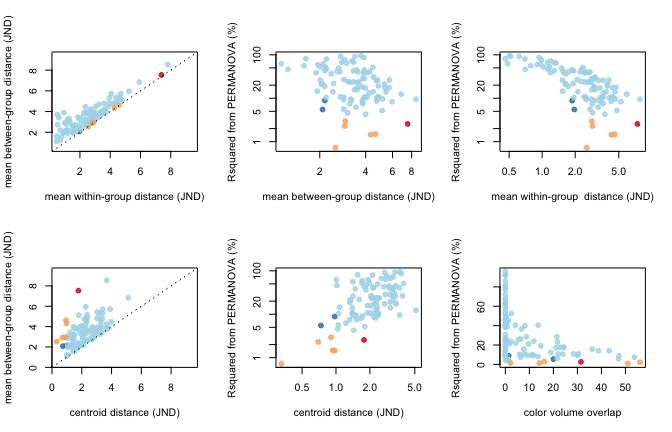 mean between-group distance (JND)
8
6
4
2
2 4 6 8
mean within-group distance (JND)
Rsquared from PERMANOVA (%)
100
20
5
1
2 4 6 8
mean between-group distance (JND)
Rsquared from PERMANOVA (%)
100
20
5
1
0.5 1.0 2.0 5.0
mean within-group distance (JND)
mean between-group distance (JND)
8
6
4
2
0
0 2 4 6 8
centroid distance (JND)
Rsquared from PERMANOVA (%)
100
20
5
1
0.5 1.0 2.0 5.0
centroid distance (JND)
Rsquared from PERMANOVA (%)
60
20
0
0 10 20 30 40 50
color volume overlap